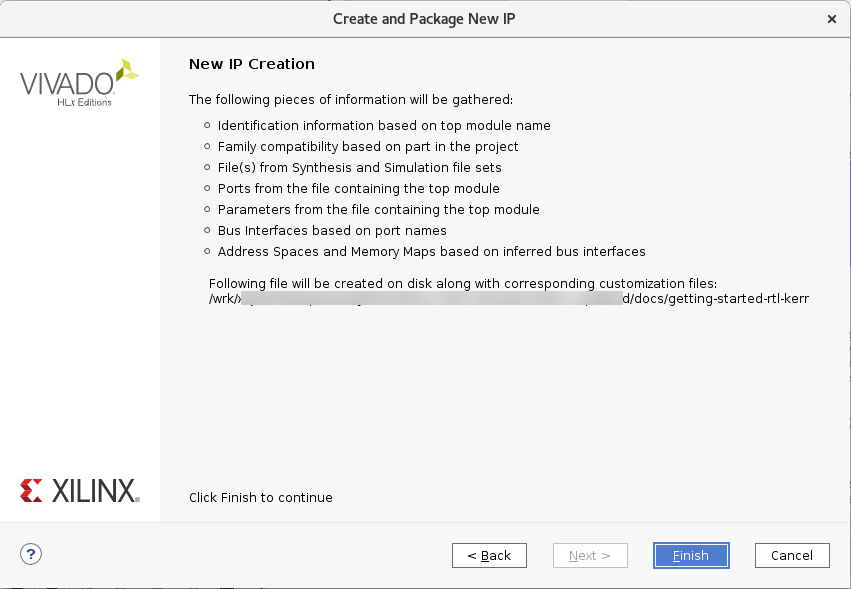 Create and Package New IP
VIVADO
HLx Editions
New IP Creation
The following pieces of information will be gathered:
Identification information based on top module name
Family compatibility based on part in the project
File(s) from Synthesis and Simulation file sets
Ports from the file containing the top module
Parameters from the file containing the top module
Bus Interfaces based on port names
Address Spaces and Memory Maps based on inferred bus interfaces
Following file will be created on disk along with corresponding customization files:
/wrk/ d/docs/getting-started-rtl-kerr
XILINX
Click Finish to continue
?
< Back
Next >
Finish
Cancel